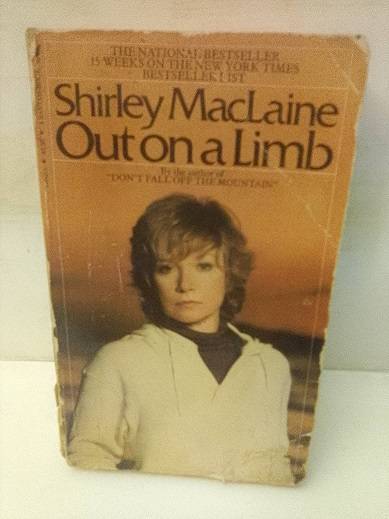 THE NATIONAL BESTSELLER
15 WEEKS ON THE NEW YORK TIMES
BESTSELLER LIST
Shirley MacLaine
Out on a Limb
By the author of
"DON'T FALL OFF THE MOUNTAIN"